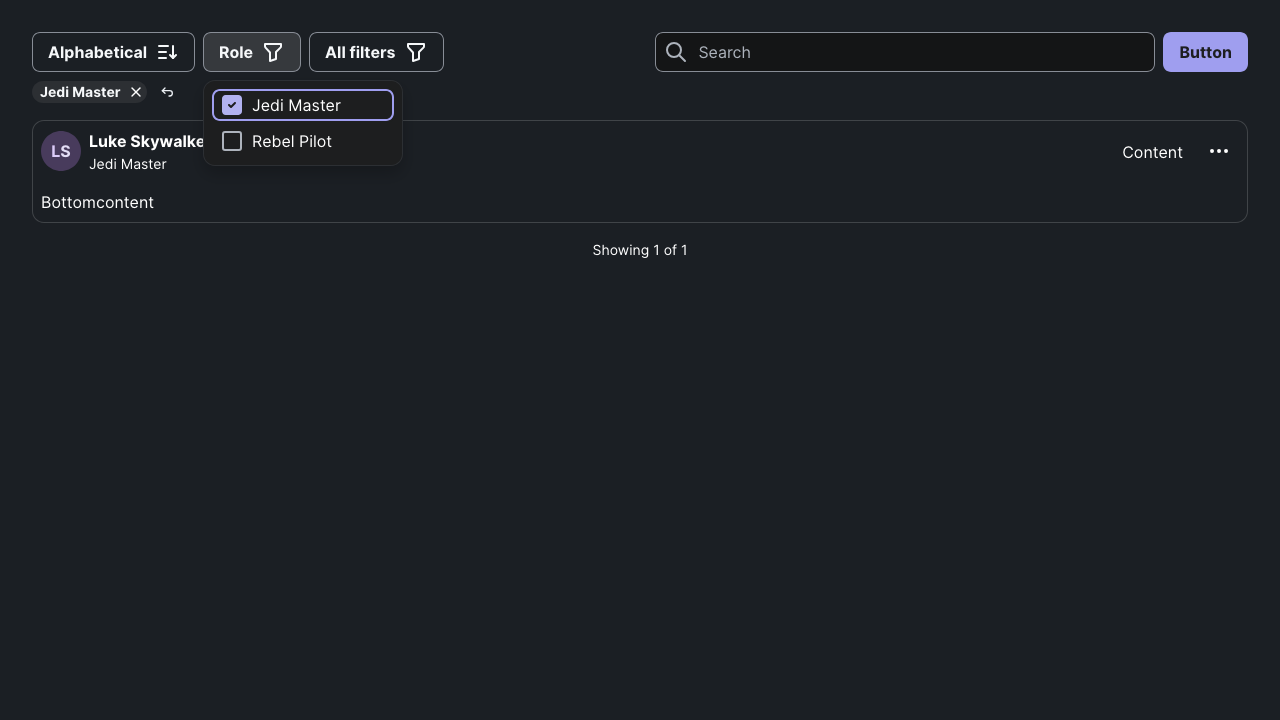 Alphabetical Role All filters Search Button
Jedi Master
Jedi Master
Rebel Pilot
LS Luke Skywalke
Jedi Master
Content
Bottomcontent
Showing 1 of 1